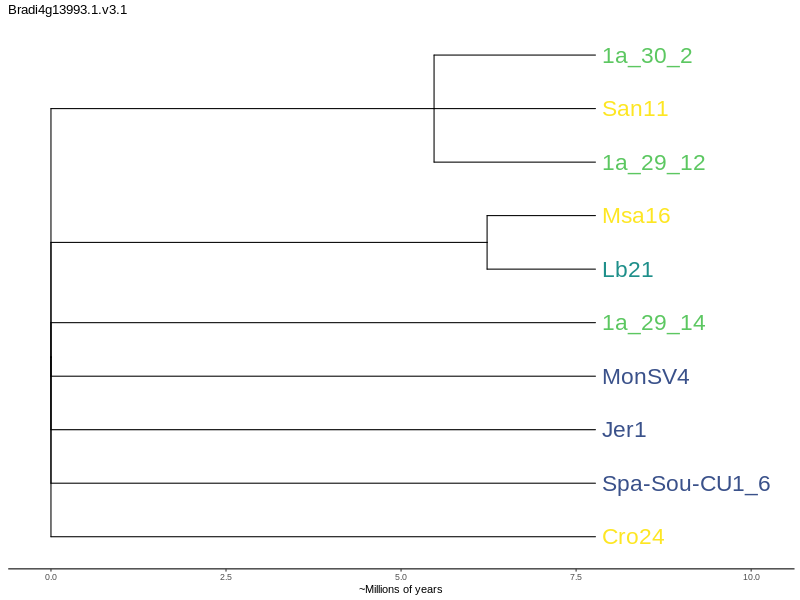 Bradi4g13993.1.v3.1
1a_30_2
San11
1a_29_12
Msa16
Lb21
1a_29_14
MonSV4
Jer1
Spa-Sou-CU1_6
Cro24
0.0 2.5 5.0 7.5 10.0
~Millions of years